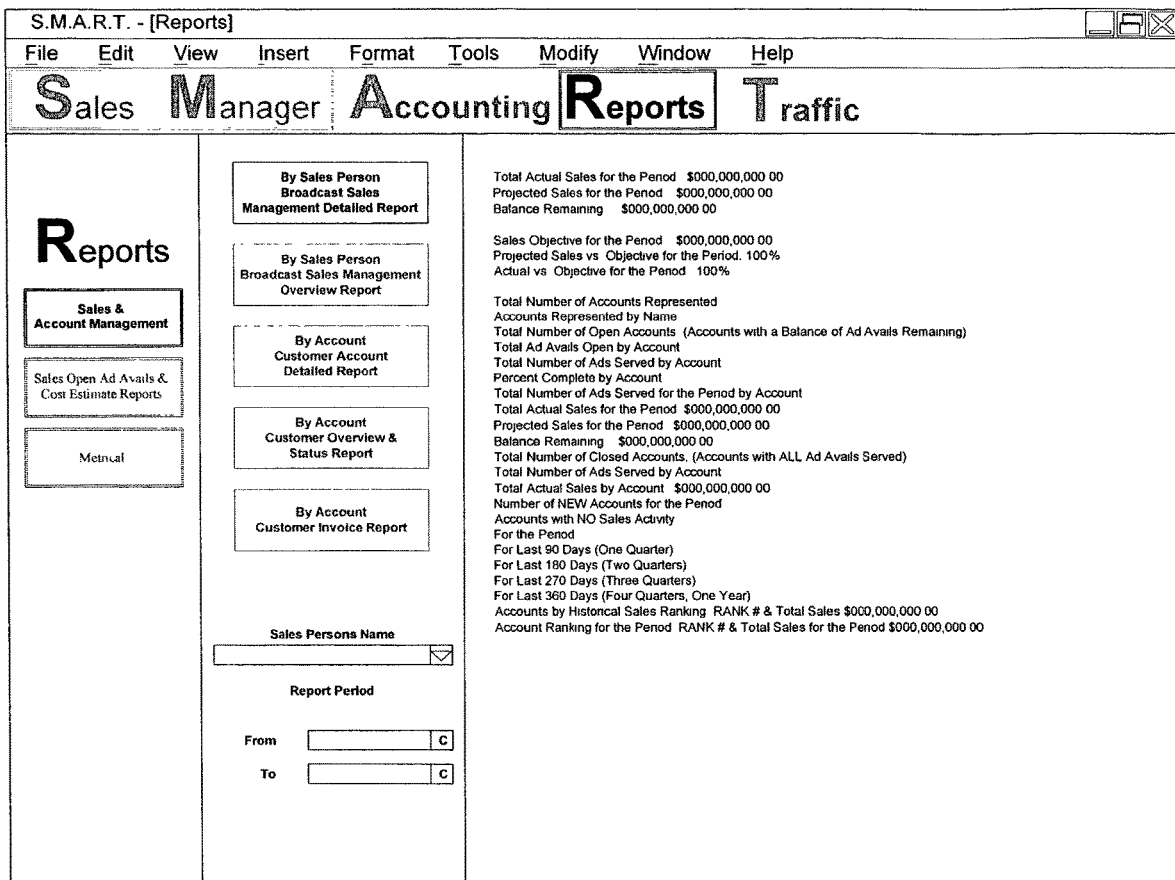 S.M.A.R.T. - [Reports]
File Edit View Insert Format Tools Modify Window Help
Sales Manager Accounting Reports Traffic
Reports
Sales &
Account Management
Sales Open Ad Avails &
Cost Estimate Reports
Metrical
By Sales Person
Broadcast Sales
Management Detailed Report
By Sales Person
Broadcast Sales Management
Overview Report
By Account
Customer Account
Detailed Report
By Account
Customer Overview &
Status Report
By Account
Customer Invoice Report
Sales Persons Name
Report Period
From C
To C
Total Actual Sales for the Period $000,000,000 00
Projected Sales for the Period $000,000,000 00
Balance Remaining $000,000,000 00
Sales Objective for the Period $000,000,000 00
Projected Sales vs Objective for the Period. 100%
Actual vs Objective for the Period 100%
Total Number of Accounts Represented
Accounts Represented by Name
Total Number of Open Accounts (Accounts with a Balance of Ad Avails Remaining)
Total Ad Avails Open by Account
Total Number of Ads Served by Account
Percent Complete by Account
Total Number of Ads Served for the Period by Account
Total Actual Sales for the Period $000,000,000 00
Projected Sales for the Period $000,000,000 00
Balance Remaining $000,000,000 00
Total Number of Closed Accounts. (Accounts with ALL Ad Avails Served)
Total Number of Ads Served by Account
Total Actual Sales by Account $000,000,000 00
Number of NEW Accounts for the Period
Accounts with NO Sales Activity
For the Period
For Last 90 Days (One Quarter)
For Last 180 Days (Two Quarters)
For Last 270 Days (Three Quarters)
For Last 360 Days (Four Quarters, One Year)
Accounts by Historical Sales Ranking RANK # & Total Sales $000,000,000 00
Account Ranking for the Period RANK # & Total Sales for the Period $000,000,000 00